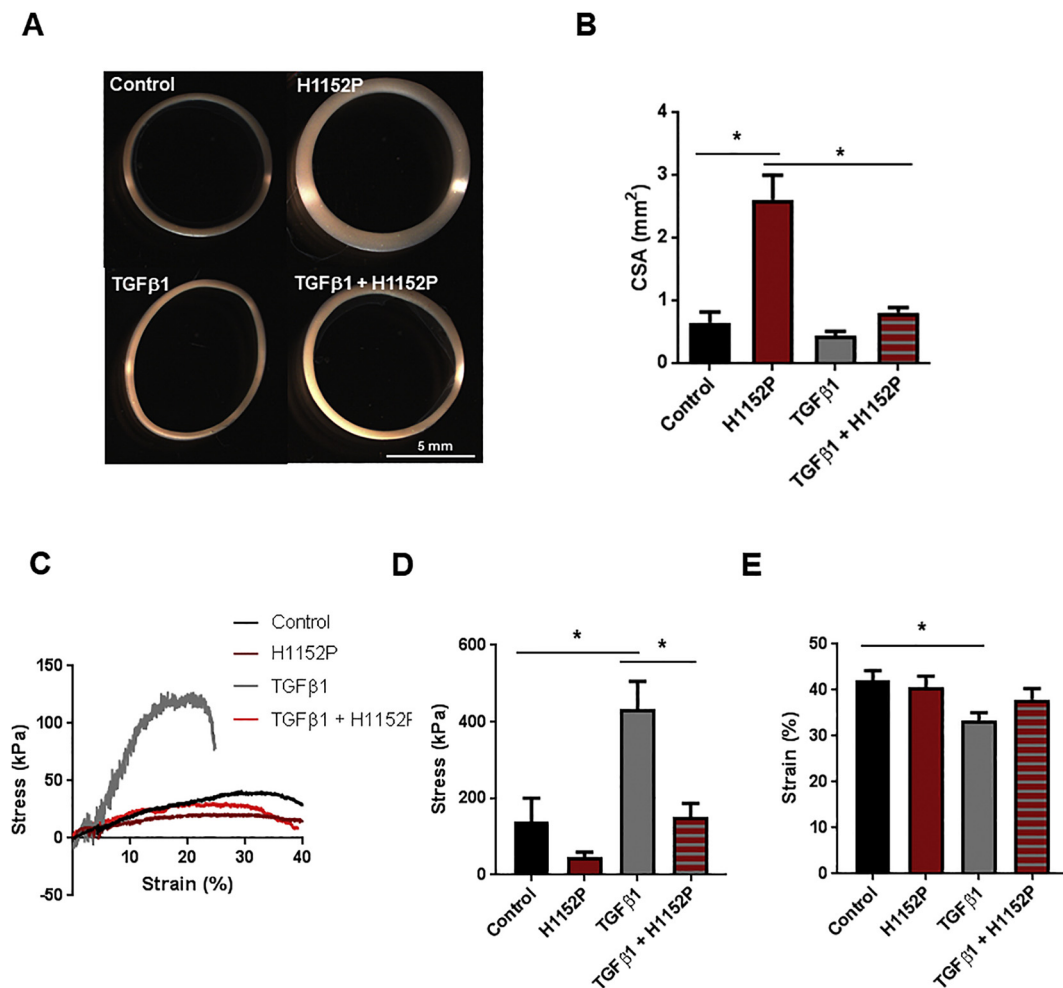 A
B
Control
H1152P
TGFβ1
TGFβ1 + H1152P
5 mm
4
3
2
1
0
CSA (mm²)
*
*
Control
H1152P
TGFβ1
TGFβ1 + H1152P
C
D
E
Control
H1152P
TGFβ1
TGFβ1 + H1152P
150
100
50
0
-50
Stress (kPa)
10
20
30
40
Strain (%)
600
400
200
0
Stress (kPa)
*
*
Control
H1152P
TGFβ1
TGFβ1 + H1152P
50
40
30
20
10
0
Strain (%)
*
Control
H1152P
TGFβ1
TGFβ1 + H1152P